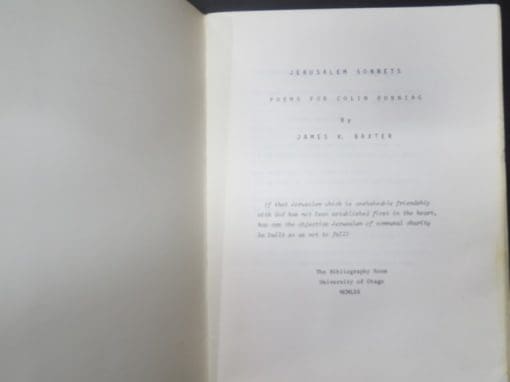 JERUSALEM SONNETS
POEMS FOR COLIN DURNING
By
JAMES K. BAXTER
If that Jerusalem which is unshakeable friendship
with God has not been established first in the heart,
how can the objective Jerusalem of communal charity
be built so as not to fall?
The Bibliography Room
University of Otago
MCMLXX